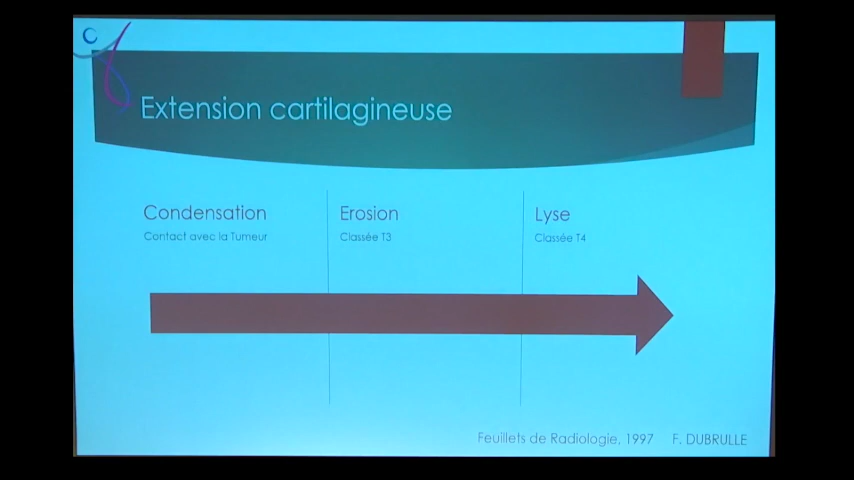 Extension cartilagineuse
Condensation
Contact avec la Tumeur
Erosion
Classée T3
Lyse
Classée T4
Feuillets de Radiologie, 1997 F. DUBRULLE